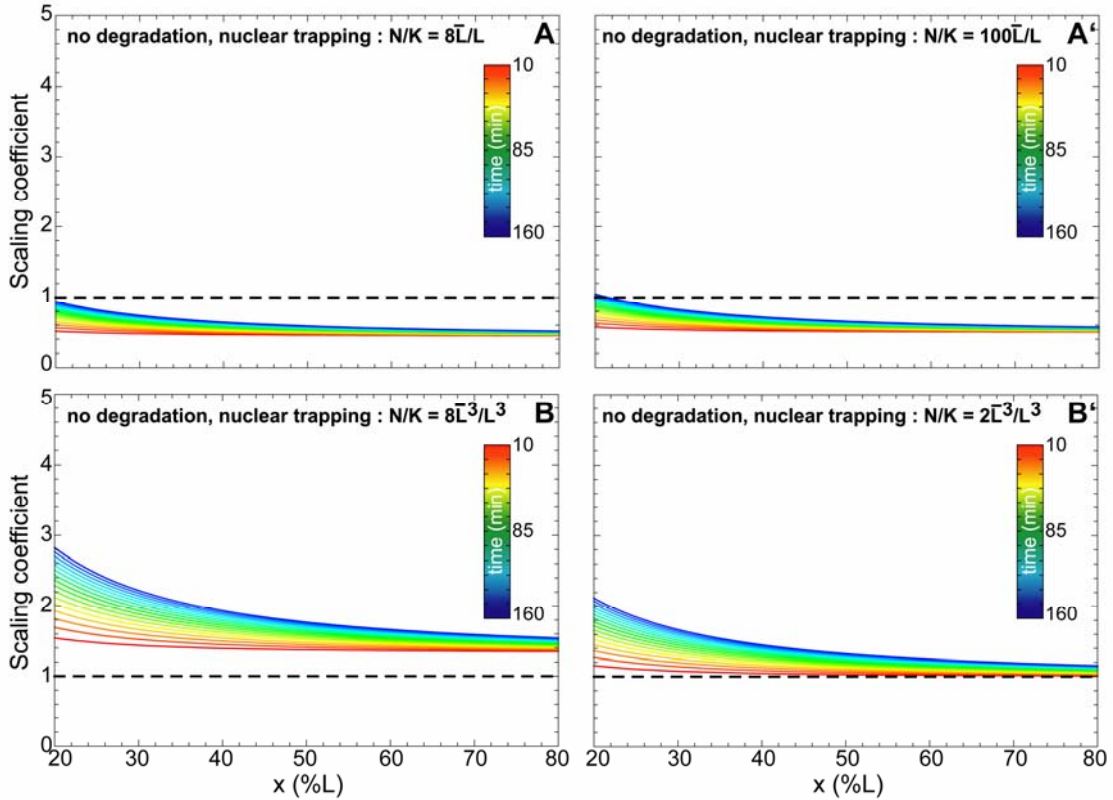 no degradation, nuclear trapping : N/K = 8L̅/L A
5
4
3
2
1
0
Scaling coefficient
time (min)
10
85
160
no degradation, nuclear trapping : N/K = 100L̅/L A'
time (min)
10
85
160
no degradation, nuclear trapping : N/K = 8L̅³/L³ B
5
4
3
2
1
0
Scaling coefficient
time (min)
10
85
160
20 30 40 50 60 70 80
x (%L)
no degradation, nuclear trapping : N/K = 2L̅³/L³ B'
time (min)
10
85
160
20 30 40 50 60 70 80
x (%L)